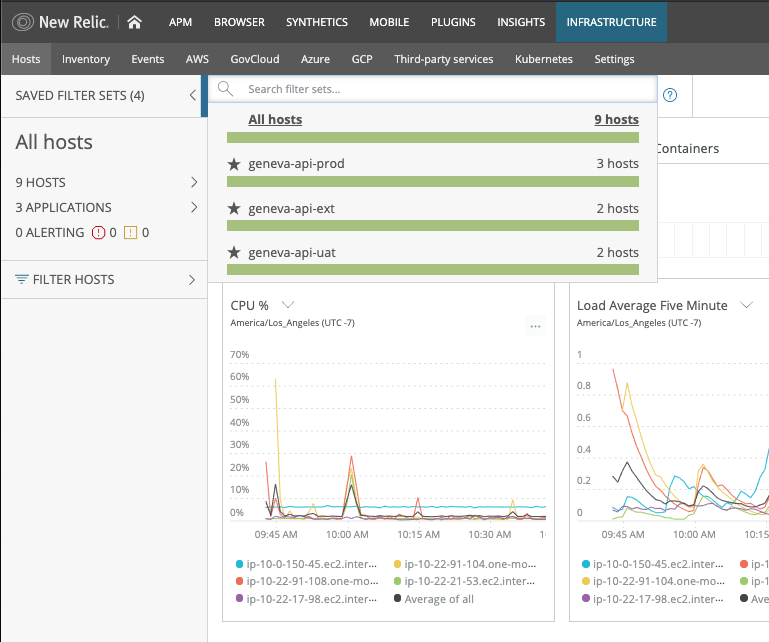 New Relic.
APM BROWSER SYNTHETICS MOBILE PLUGINS INSIGHTS INFRASTRUCTURE
Hosts Inventory Events AWS GovCloud Azure GCP Third-party services Kubernetes Settings
SAVED FILTER SETS (4)
Search filter sets...
?
All hosts 9 hosts
geneva-api-prod 3 hosts
geneva-api-ext 2 hosts
geneva-api-uat 2 hosts
Containers
All hosts
9 HOSTS
3 APPLICATIONS
0 ALERTING ! 0 ! 0
FILTER HOSTS
CPU %
America/Los_Angeles (UTC -7)
...
70%
60%
50%
40%
30%
20%
10%
0%
09:45 AM 10:00 AM 10:15 AM 10:30 AM 1
ip-10-0-150-45.ec2.inter... ip-10-22-91-104.one-mo...
ip-10-22-91-108.one-mo... ip-10-22-21-53.ec2.inter...
ip-10-22-17-98.ec2.inter... Average of all
Load Average Five Minute
America/Los_Angeles (UTC -7)
1
0.8
0.6
0.4
0.2
0
09:45 AM 10:00 AM 10:15
ip-10-0-150-45.ec2.inter... ip-1
ip-10-22-91-104.one-mo... ip-1
ip-10-22-17-98.ec2.inter... Ave